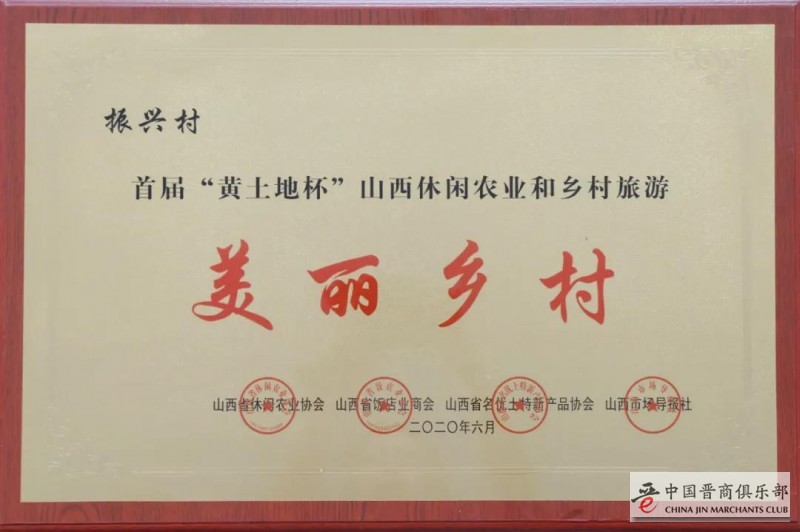 振兴村
首届“黄土地杯”山西休闲农业和乡村旅游
美丽乡村
山西省休闲农业协会 山西省饭店业商会 山西省名优土特新产品协会 山西市场导报社
二〇二〇年六月
中国晋商俱乐部
CHINA JIN MARCHANTS CLUB